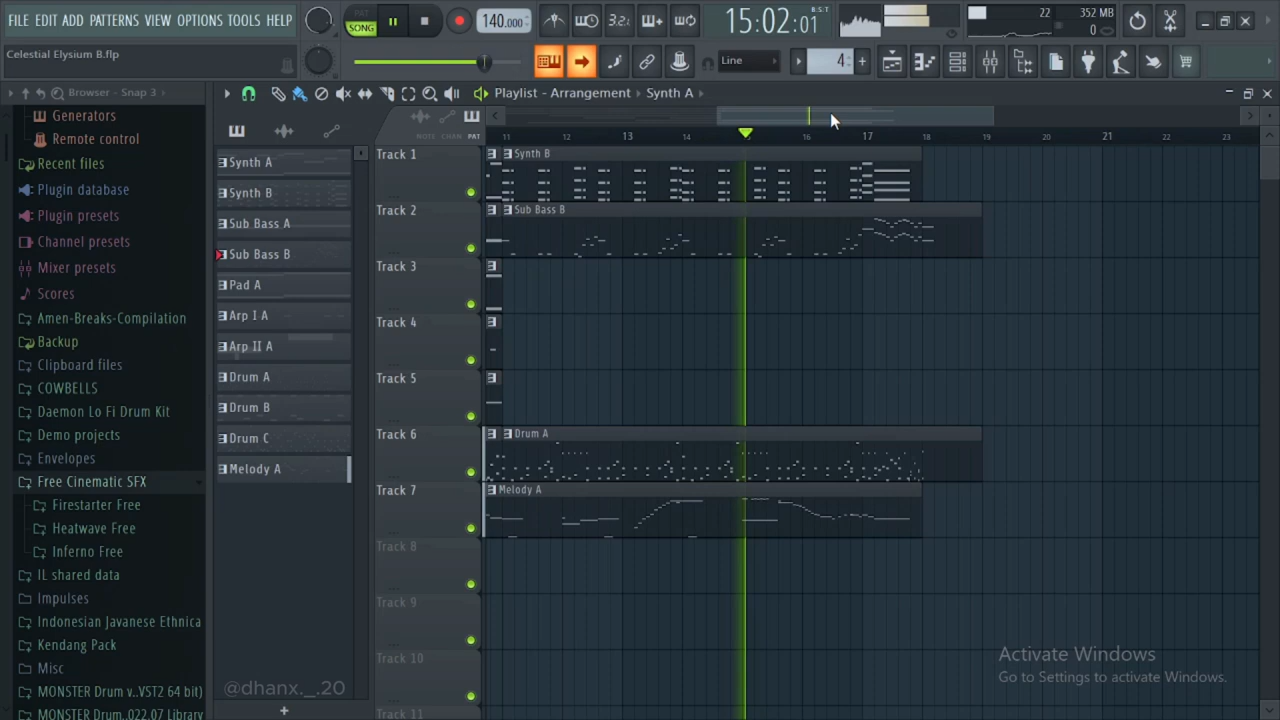 FILE EDIT ADD PATTERNS VIEW OPTIONS TOOLS HELP
PAT
SONG
140.000
3.2
B:S:T
15:02:01
22
352 MB
0
Celestial Elysium B.flp
Line
4
Browser - Snap 3
Playlist - Arrangement
Synth A
Generators
Remote control
Recent files
Plugin database
Plugin presets
Channel presets
Mixer presets
Scores
Amen-Breaks-Compilation
Backup
Clipboard files
COWBELLS
Daemon Lo Fi Drum Kit
Demo projects
Envelopes
Free Cinematic SFX
Firestarter Free
Heatwave Free
Inferno Free
IL shared data
Impulses
Indonesian Javanese Ethnica
Kendang Pack
Misc
MONSTER Drum v..VST2 64 bit)
MONSTER Drum..022.07 Library
Synth A
Synth B
Sub Bass A
Sub Bass B
Pad A
Arp I A
Arp II A
Drum A
Drum B
Drum C
Melody A
@dhanx._.20
NOTE CHAN PAT
11 12 13 14 15 16 17 18 19 20 21 22 23
Track 1
Synth B
Track 2
Sub Bass B
Track 3
Track 4
Track 5
Track 6
Drum A
Track 7
Melody A
Track 8
Track 9
Track 10
Track 11
Activate Windows
Go to Settings to activate Windows.